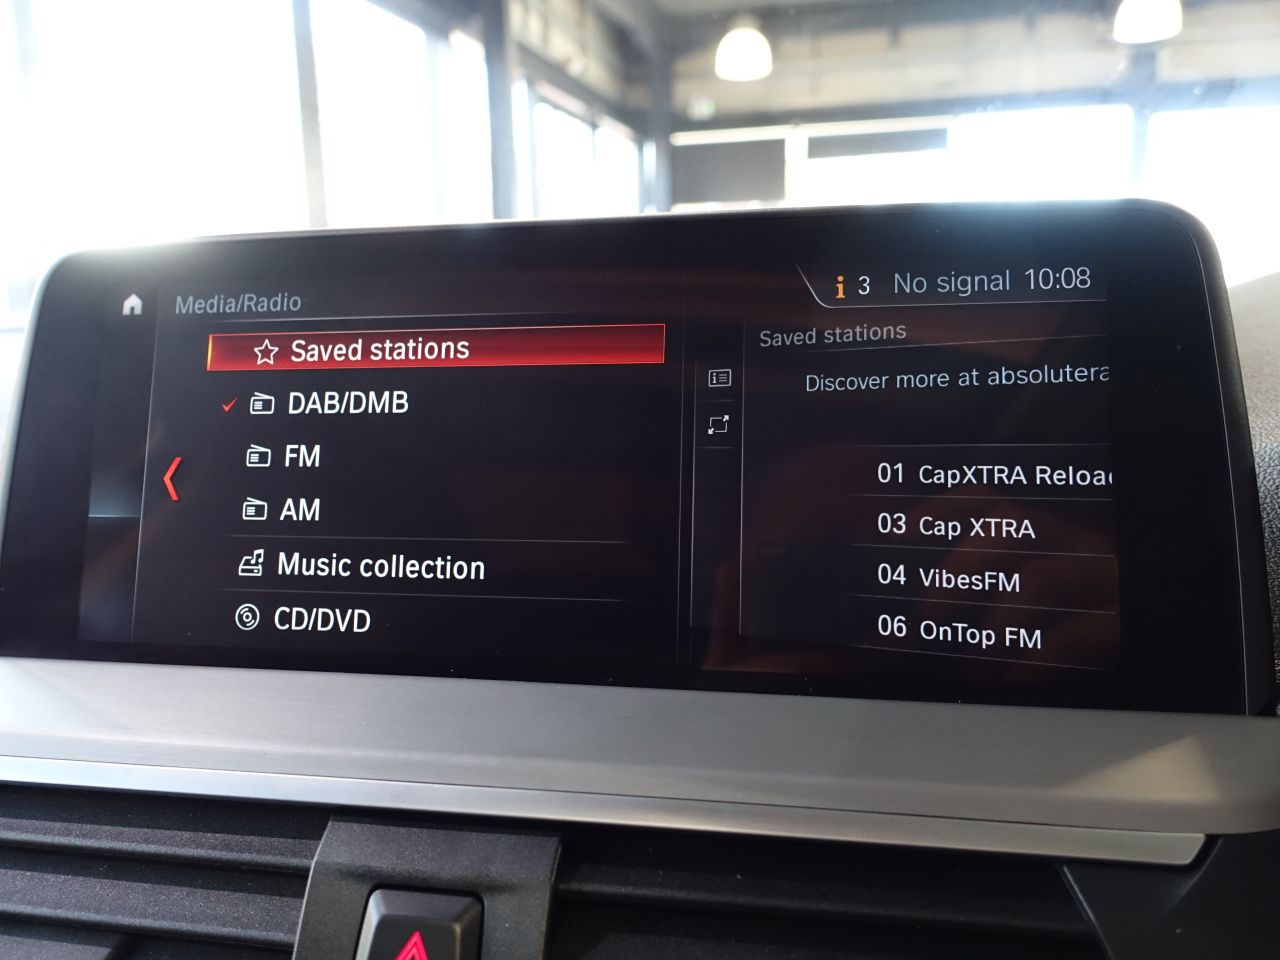 Media/Radio
i 3 No signal 10:08
Saved stations
DAB/DMB
FM
AM
Music collection
CD/DVD
Saved stations
Discover more at absolutera
01 CapXTRA Reload
03 Cap XTRA
04 VibesFM
06 OnTop FM